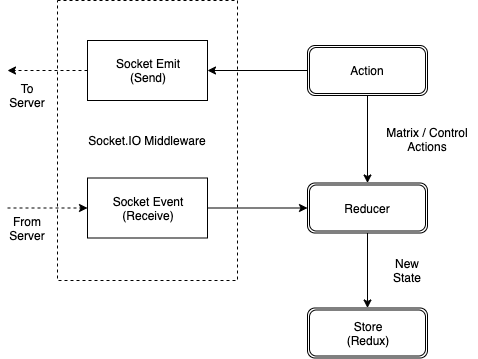 Socket Emit
(Send)
Action
To
Server
Matrix / Control
Actions
Socket.IO Middleware
Socket Event
(Receive)
Reducer
From
Server
New
State
Store
(Redux)